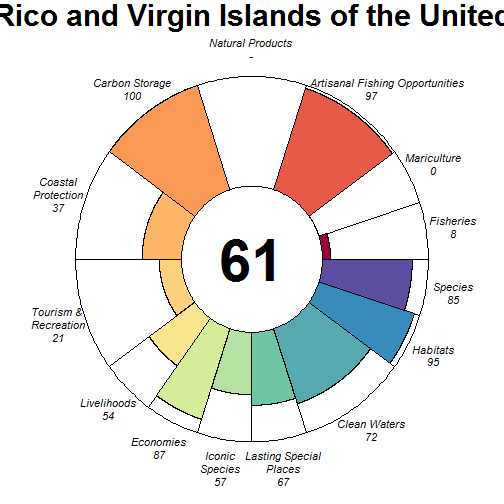 Rico and Virgin Islands of the United
Natural Products
-
Carbon Storage
100
Artisanal Fishing Opportunities
97
Mariculture
0
Coastal
Protection
37
Fisheries
8
61
Species
85
Tourism &
Recreation
21
Habitats
95
Livelihoods
54
Clean Waters
72
Economies
87
Iconic
Species
57
Lasting Special
Places
67